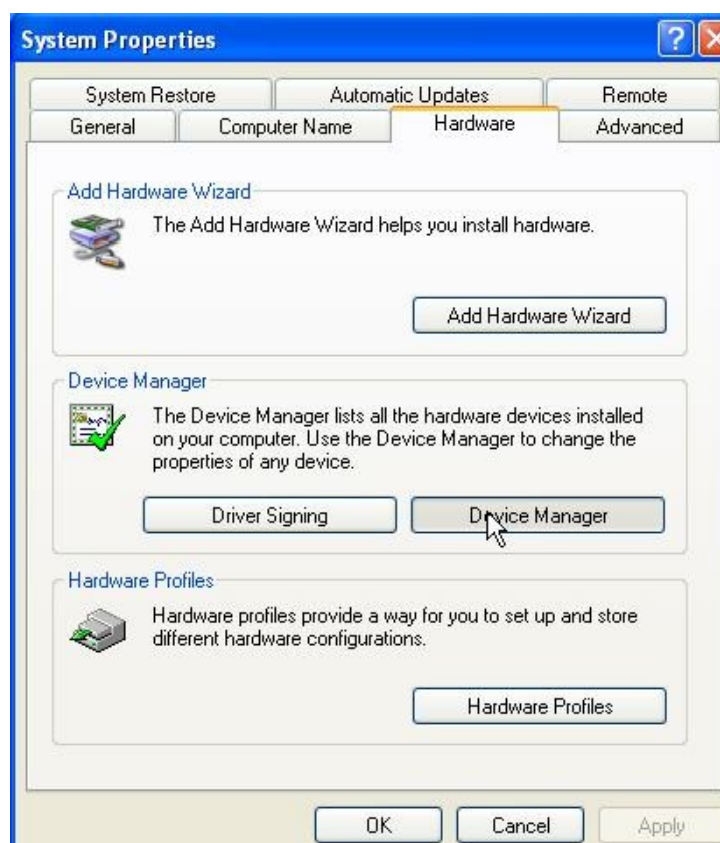 System Properties
System Restore Automatic Updates Remote
General Computer Name Hardware Advanced
Add Hardware Wizard
The Add Hardware Wizard helps you install hardware.
Add Hardware Wizard
Device Manager
The Device Manager lists all the hardware devices installed
on your computer. Use the Device Manager to change the
properties of any device.
Driver Signing Device Manager
Hardware Profiles
Hardware profiles provide a way for you to set up and store
different hardware configurations.
Hardware Profiles
OK Cancel Apply